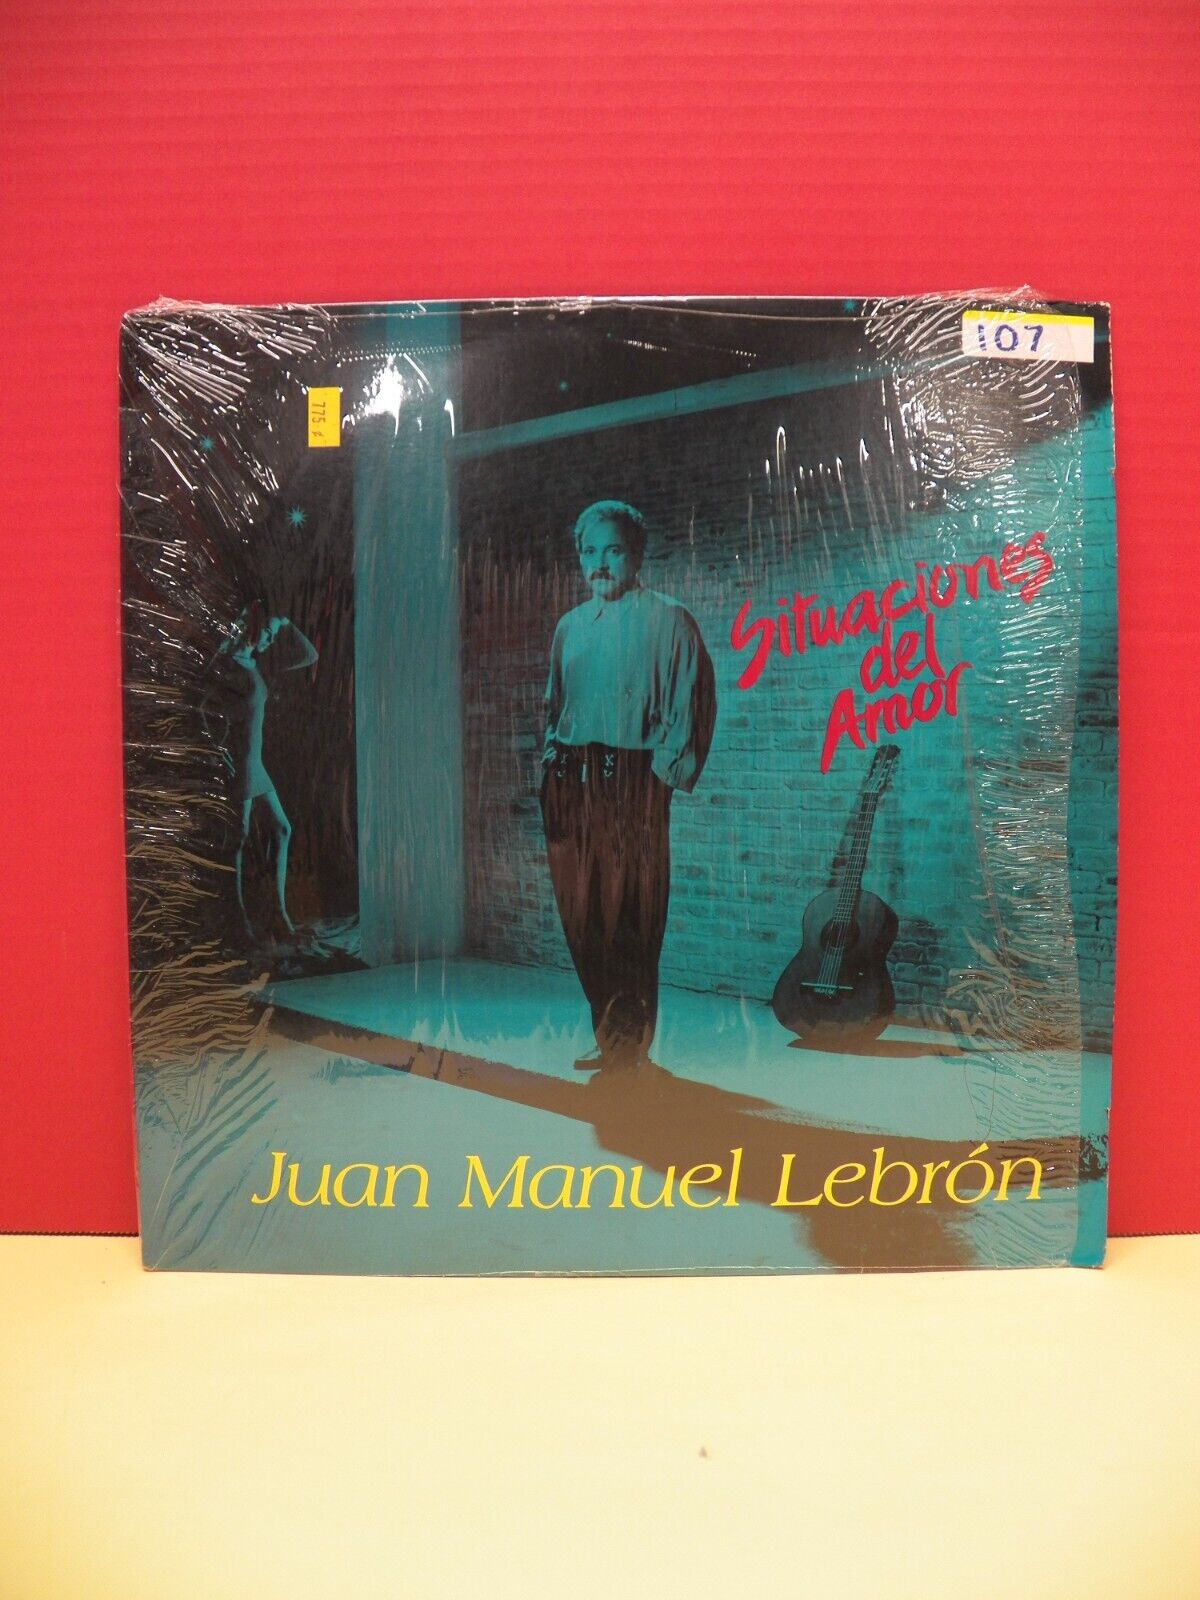 107
775 ¢
Situaciones
del
Amor
Juan Manuel Lebrón